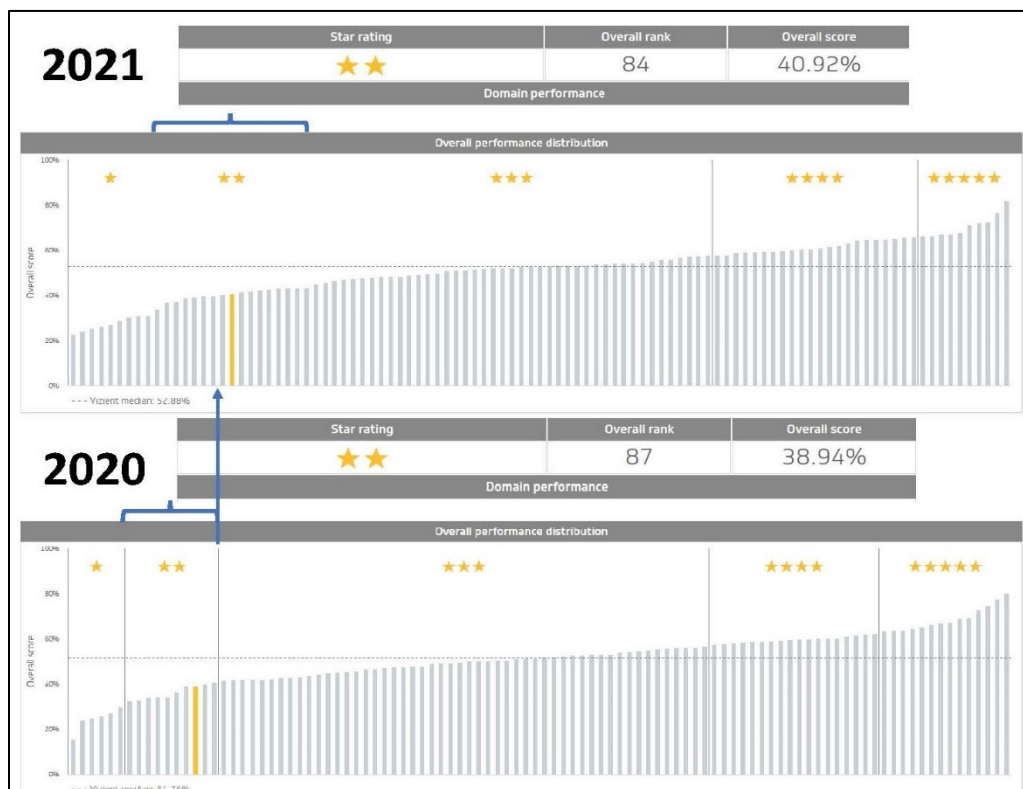 2021
Star rating Overall rank Overall score
★★ 84 40.92%
Domain performance
Overall performance distribution
100%
★ ★★ ★★★ ★★★★ ★★★★★
80%
60%
Overall score
40%
20%
0%
--- Vizient median: 52.88%
2020
Star rating Overall rank Overall score
★★ 87 38.94%
Domain performance
Overall performance distribution
100%
★ ★★ ★★★ ★★★★ ★★★★★
80%
60%
Overall score
40%
20%
0%
--- Vizient median: